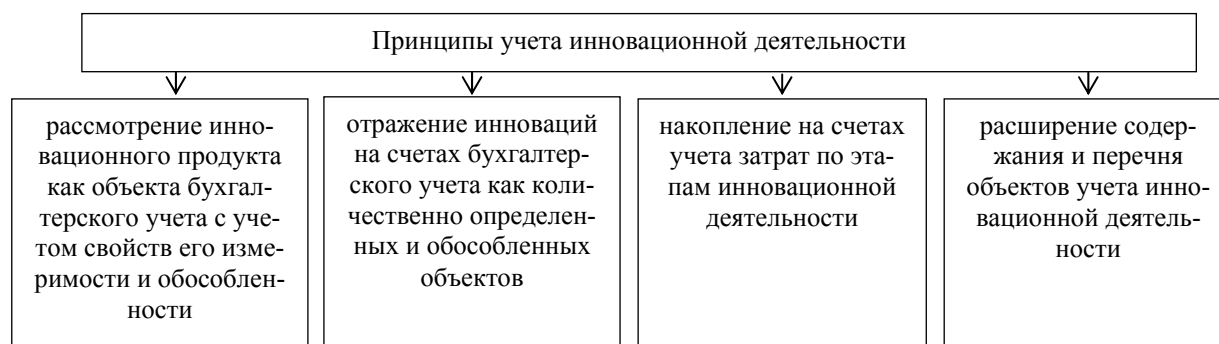 Принципы учета инновационной деятельности
рассмотрение инно-
вационного продукта
как объекта бухгал-
терского учета с уче-
том свойств его изме-
римости и обособлен-
ности
отражение инноваций
на счетах бухгалтер-
ского учета как коли-
чественно определен-
ных и обособленных
объектов
накопление на счетах
учета затрат по эта-
пам инновационной
деятельности
расширение содер-
жания и перечня
объектов учета инно-
вационной деятель-
ности